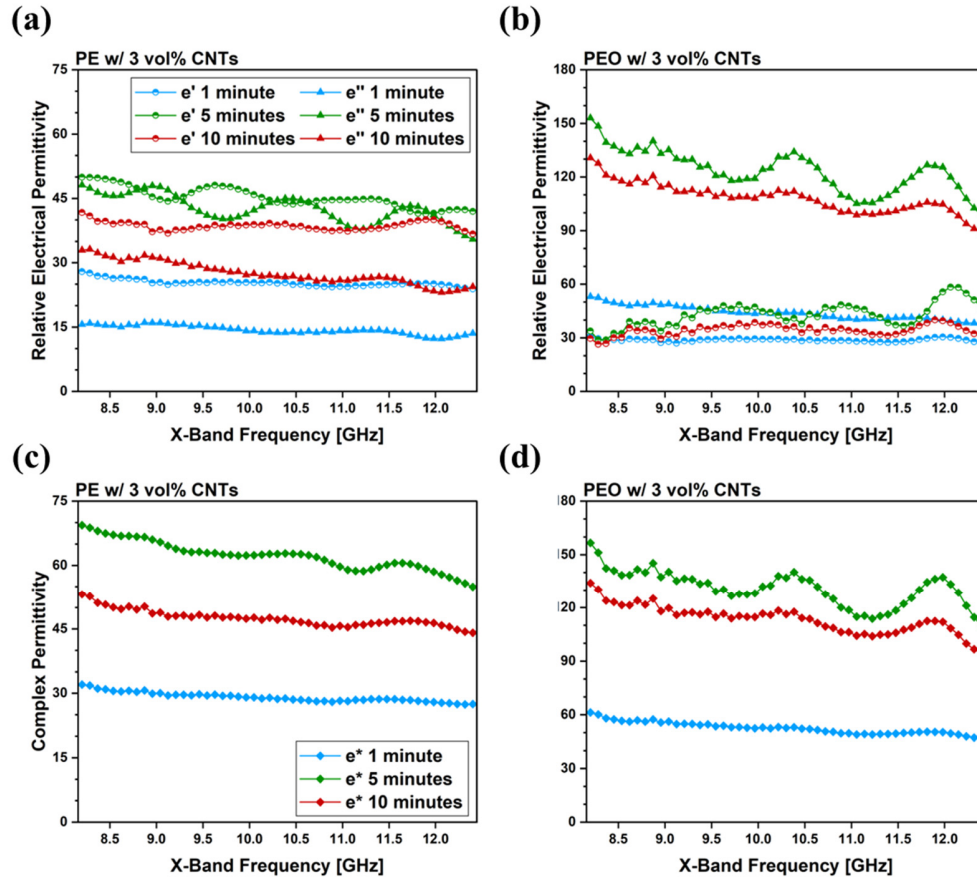 (a)
PE w/ 3 vol% CNTs
75
60
45
30
15
0
e' 1 minute
e'' 1 minute
e' 5 minutes
e'' 5 minutes
e' 10 minutes
e'' 10 minutes
8.5 9.0 9.5 10.0 10.5 11.0 11.5 12.0
Relative Electrical Permittivity
X-Band Frequency [GHz]
(b)
PEO w/ 3 vol% CNTs
180
150
120
90
60
30
0
8.5 9.0 9.5 10.0 10.5 11.0 11.5 12.0
Relative Electrical Permittivity
X-Band Frequency [GHz]
(c)
PE w/ 3 vol% CNTs
75
60
45
30
15
0
e* 1 minute
e* 5 minutes
e* 10 minutes
8.5 9.0 9.5 10.0 10.5 11.0 11.5 12.0
Complex Permittivity
X-Band Frequency [GHz]
(d)
PEO w/ 3 vol% CNTs
180
150
120
90
60
30
0
8.5 9.0 9.5 10.0 10.5 11.0 11.5 12.0
X-Band Frequency [GHz]